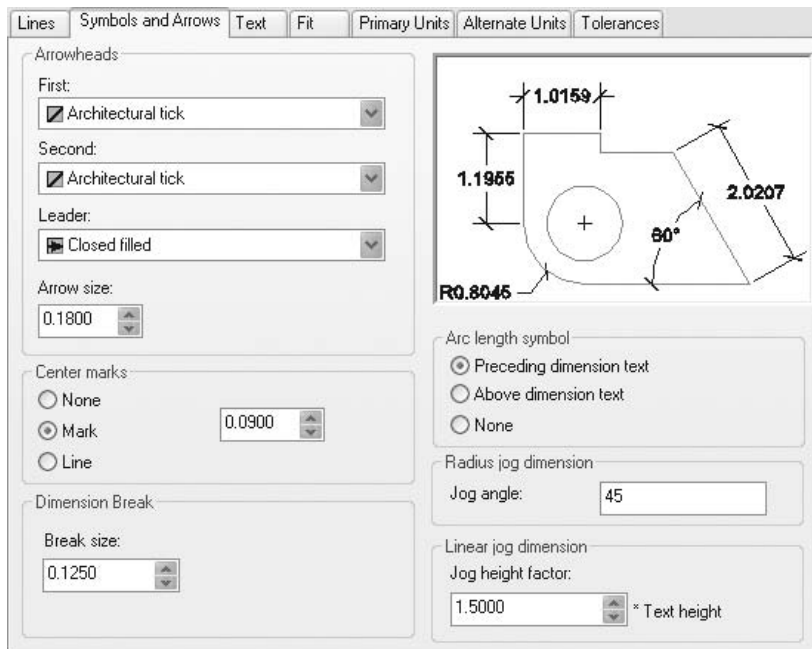 Lines Symbols and Arrows Text Fit Primary Units Alternate Units Tolerances
Arrowheads
First:
Architectural tick
Second:
Architectural tick
Leader:
Closed filled
Arrow size:
0.1800
Center marks
None
Mark
0.0900
Line
Dimension Break
Break size:
0.1250
1.0159
1.1955
2.0207
60°
R0.8045
Arc length symbol
Preceding dimension text
Above dimension text
None
Radius jog dimension
Jog angle: 45
Linear jog dimension
Jog height factor:
1.5000 * Text height